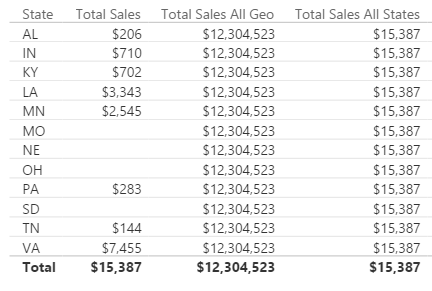 State Total Sales Total Sales All Geo Total Sales All States
AL $206 $12,304,523 $15,387
IN $710 $12,304,523 $15,387
KY $702 $12,304,523 $15,387
LA $3,343 $12,304,523 $15,387
MN $2,545 $12,304,523 $15,387
MO $12,304,523 $15,387
NE $12,304,523 $15,387
OH $12,304,523 $15,387
PA $283 $12,304,523 $15,387
SD $12,304,523 $15,387
TN $144 $12,304,523 $15,387
VA $7,455 $12,304,523 $15,387
Total $15,387 $12,304,523 $15,387